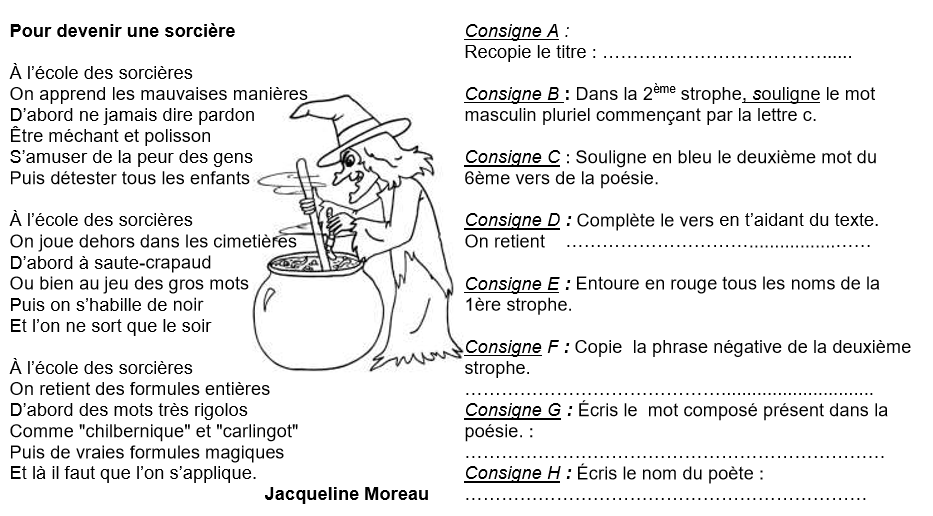 Pour devenir une sorcière
À l'école des sorcières
On apprend les mauvaises manières
D'abord ne jamais dire pardon
Être méchant et polisson
S'amuser de la peur des gens
Puis détester tous les enfants
À l'école des sorcières
On joue dehors dans les cimetières
D'abord à saute-crapaud
Ou bien au jeu des gros mots
Puis on s'habille de noir
Et l'on ne sort que le soir
À l'école des sorcières
On retient des formules entières
D'abord des mots très rigolos
Comme "chilbernique" et "carlingot"
Puis de vraies formules magiques
Et là il faut que l'on s'applique.
Jacqueline Moreau
Consigne A :
Recopie le titre : …………………………………......
Consigne B : Dans la 2ème strophe, souligne le mot
masculin pluriel commençant par la lettre c.
Consigne C : Souligne en bleu le deuxième mot du
6ème vers de la poésie.
Consigne D : Complète le vers en t'aidant du texte.
On retient …………………………..................……
Consigne E : Entoure en rouge tous les noms de la
1ère strophe.
Consigne F : Copie la phrase négative de la deuxième
strophe.
……………………………………...............................
Consigne G : Écris le mot composé présent dans la
poésie. :
……………………………………………………………
Consigne H : Écris le nom du poète :
…………………………………………………………